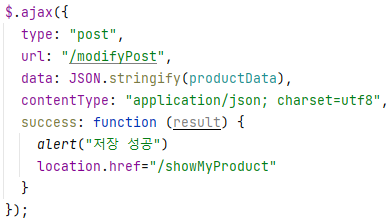 $.ajax({
  type: "post",
  url: "/modifyPost",
  data: JSON.stringify(productData),
  contentType: "application/json; charset=utf8",
  success: function (result) {
    alert("저장 성공")
    location.href="/showMyProduct"
  }
});